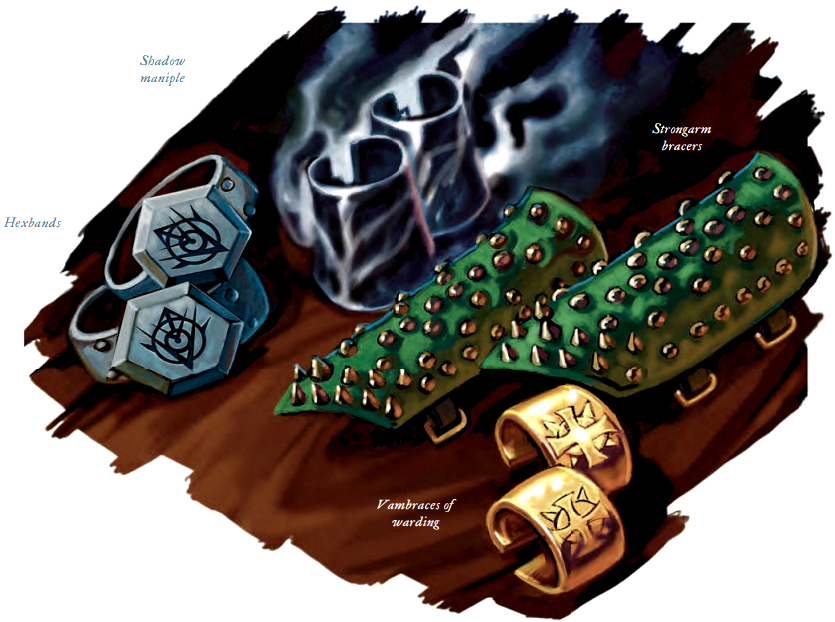 Shadow
maniple
Strongarm
bracers
Hexbands
Vambraces of
warding